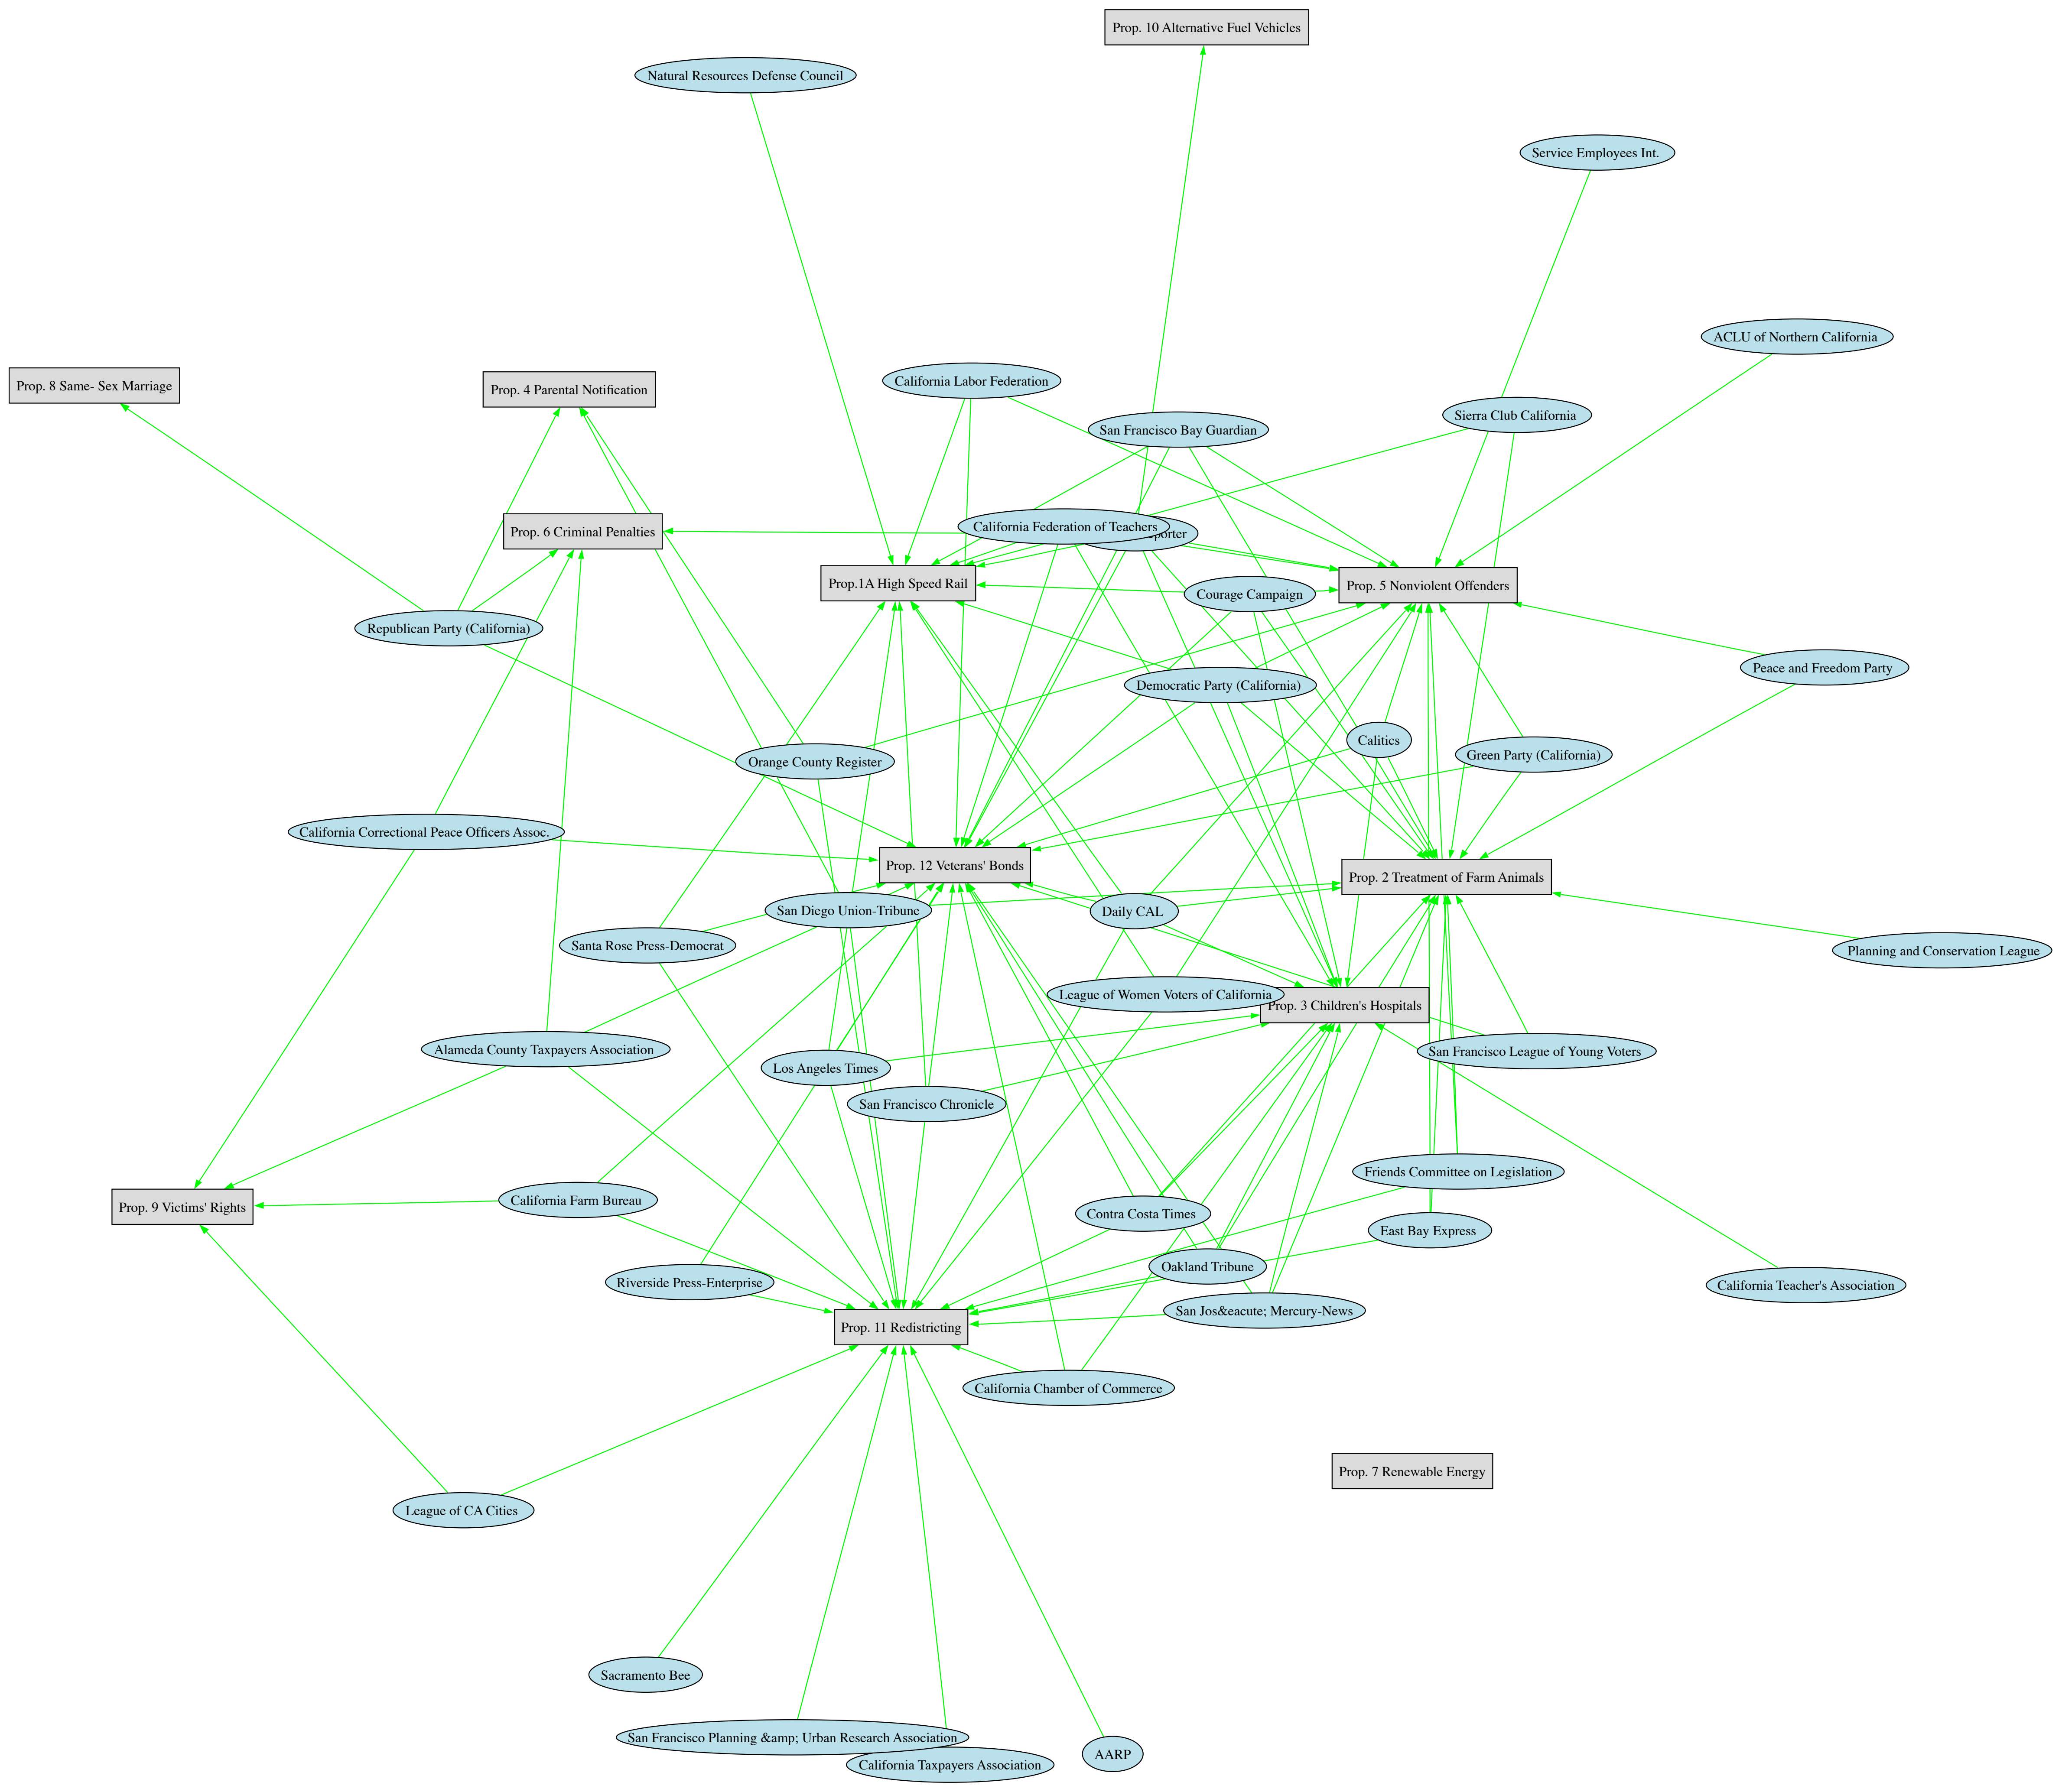 Prop. 10 Alternative Fuel Vehicles
Natural Resources Defense Council
Service Employees Int.
ACLU of Northern California
Prop. 8 Same- Sex Marriage
Prop. 4 Parental Notification
California Labor Federation
Sierra Club California
San Francisco Bay Guardian
Prop. 6 Criminal Penalties
California Federation of Teachers
Prop.1A High Speed Rail
Prop. 5 Nonviolent Offenders
Courage Campaign
Republican Party (California)
Peace and Freedom Party
Democratic Party (California)
Calitics
Green Party (California)
Orange County Register
California Correctional Peace Officers Assoc.
Prop. 12 Veterans' Bonds
Prop. 2 Treatment of Farm Animals
San Diego Union-Tribune
Daily CAL
Santa Rose Press-Democrat
Planning and Conservation League
League of Women Voters of California
Prop. 3 Children's Hospitals
Alameda County Taxpayers Association
San Francisco League of Young Voters
Los Angeles Times
San Francisco Chronicle
Friends Committee on Legislation
Prop. 9 Victims' Rights
California Farm Bureau
Contra Costa Times
East Bay Express
Oakland Tribune
Riverside Press-Enterprise
California Teacher's Association
San Jos&eacute; Mercury-News
Prop. 11 Redistricting
California Chamber of Commerce
Prop. 7 Renewable Energy
League of CA Cities
Sacramento Bee
San Francisco Planning &amp; Urban Research Association
AARP
California Taxpayers Association